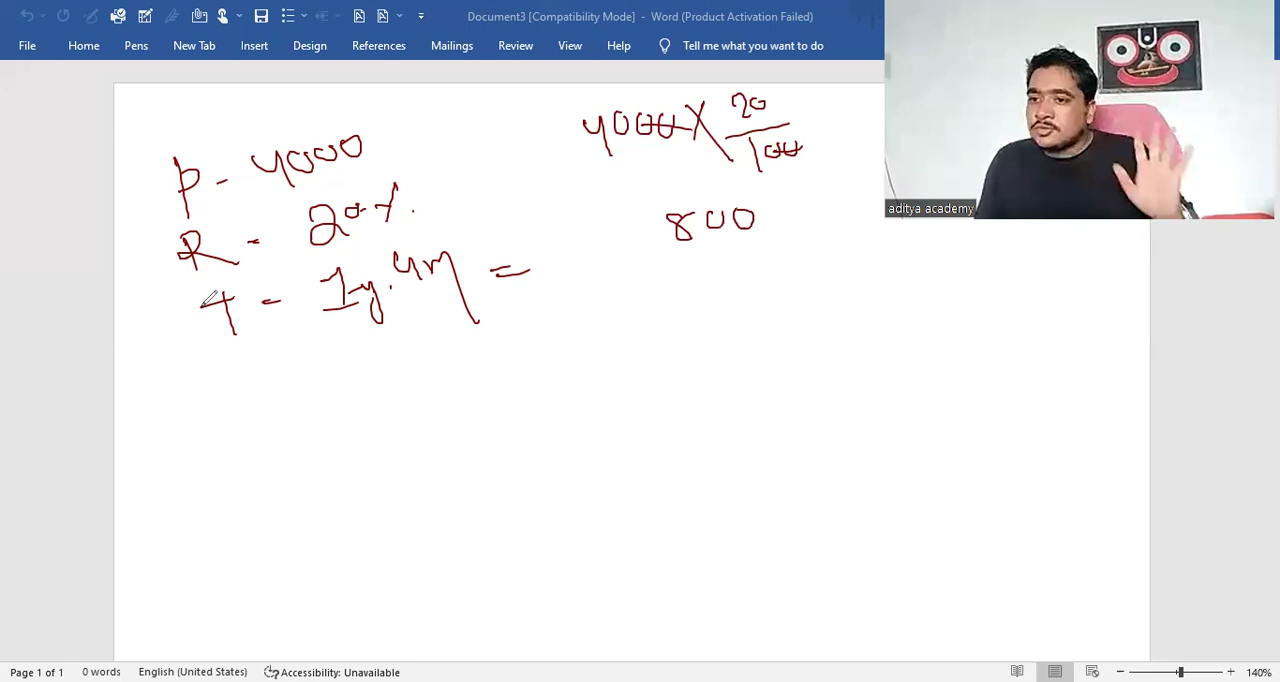 Document3 [Compatibility Mode] - Word (Product Activation Failed)
File Home Pens New Tab Insert Design References Mailings Review View Help Tell me what you want to do
P - 4000
R - 20%.
T - 1y.4m =
4000 X 20/100
800
aditya academy
Page 1 of 1 0 words English (United States) Accessibility: Unavailable 140%